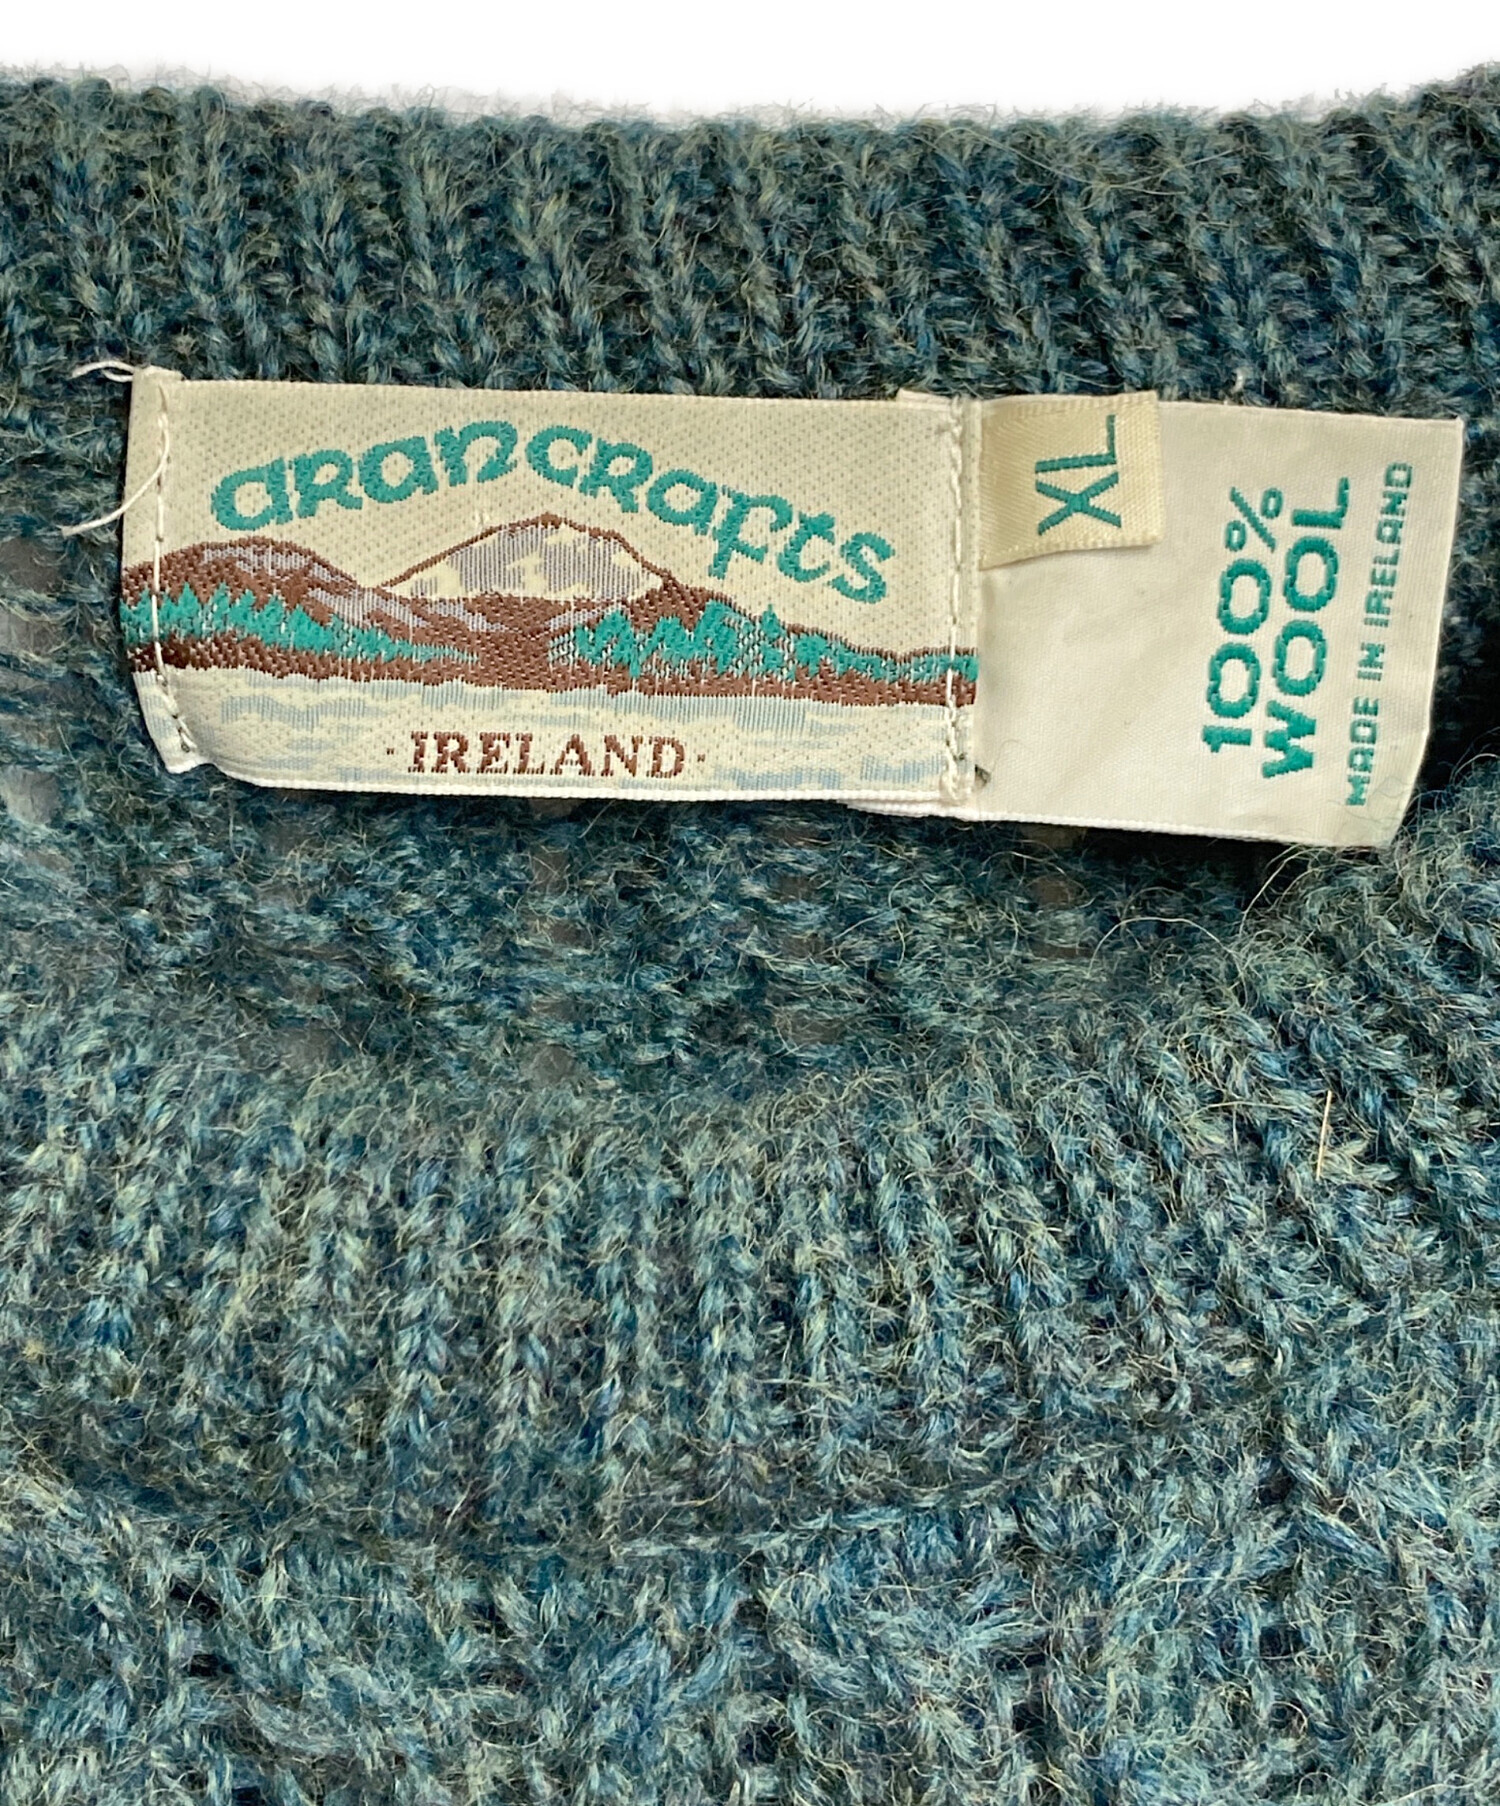 arancrafts
· IRELAND ·
XL
100%
WOOL
MADE IN IRELAND